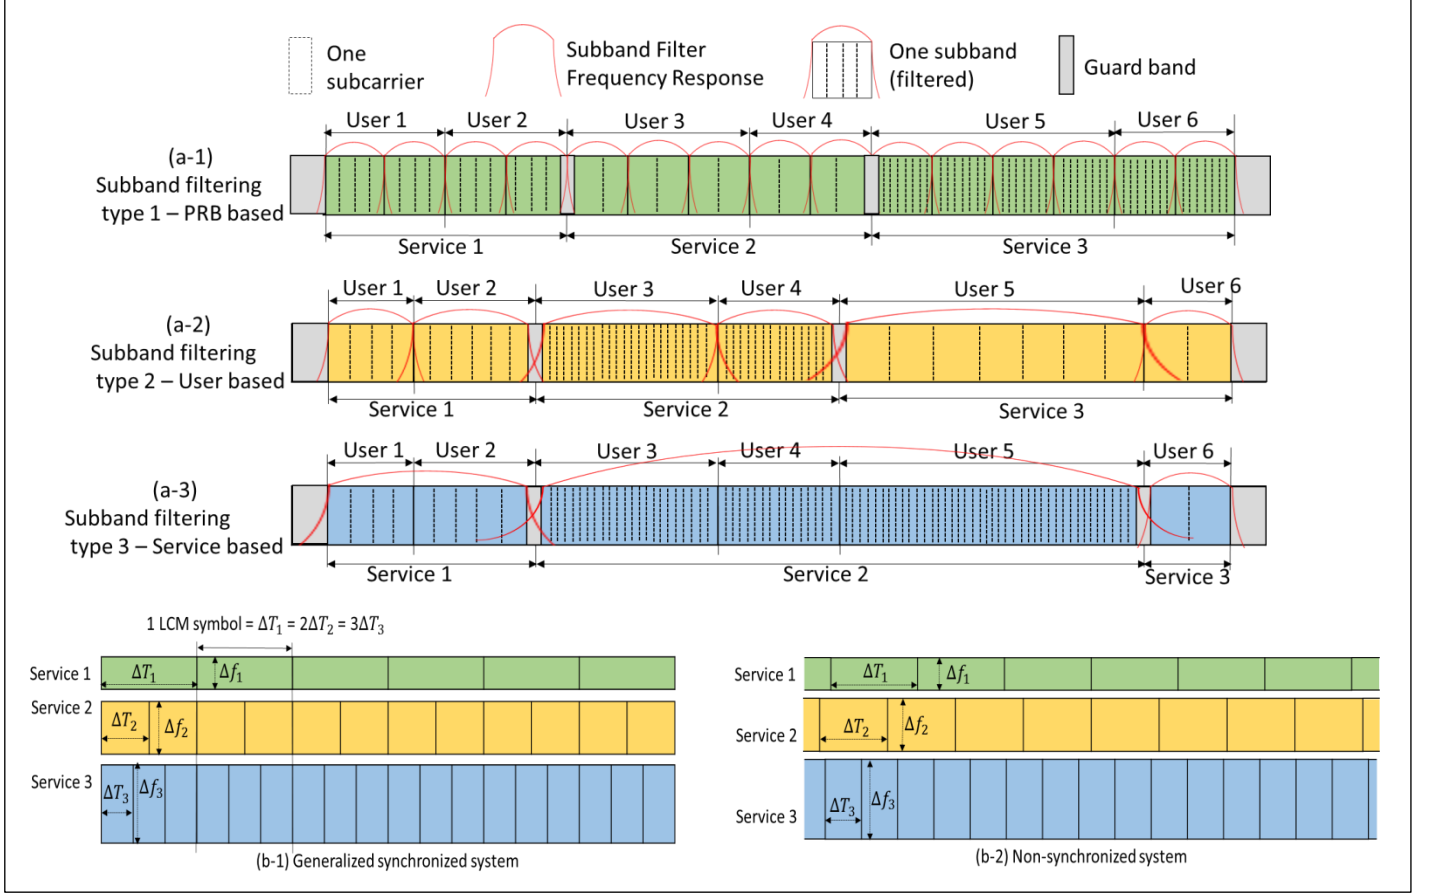 One
subcarrier
Subband Filter
Frequency Response
One subband
(filtered)
Guard band
User 1 User 2 User 3 User 4 User 5 User 6
(a-1)
Subband filtering
type 1 – PRB based
Service 1 Service 2 Service 3
User 1 User 2 User 3 User 4 User 5 User 6
(a-2)
Subband filtering
type 2 – User based
Service 1 Service 2 Service 3
User 1 User 2 User 3 User 4 User 5 User 6
(a-3)
Subband filtering
type 3 – Service based
Service 1 Service 2 Service 3
1 LCM symbol = ΔT₁ = 2ΔT₂ = 3ΔT₃
Service 1 ΔT₁ Δf₁
Service 2 ΔT₂ Δf₂
Service 3 ΔT₃ Δf₃
(b-1) Generalized synchronized system
Service 1 ΔT₁ Δf₁
Service 2 ΔT₂ Δf₂
Service 3 ΔT₃ Δf₃
(b-2) Non-synchronized system